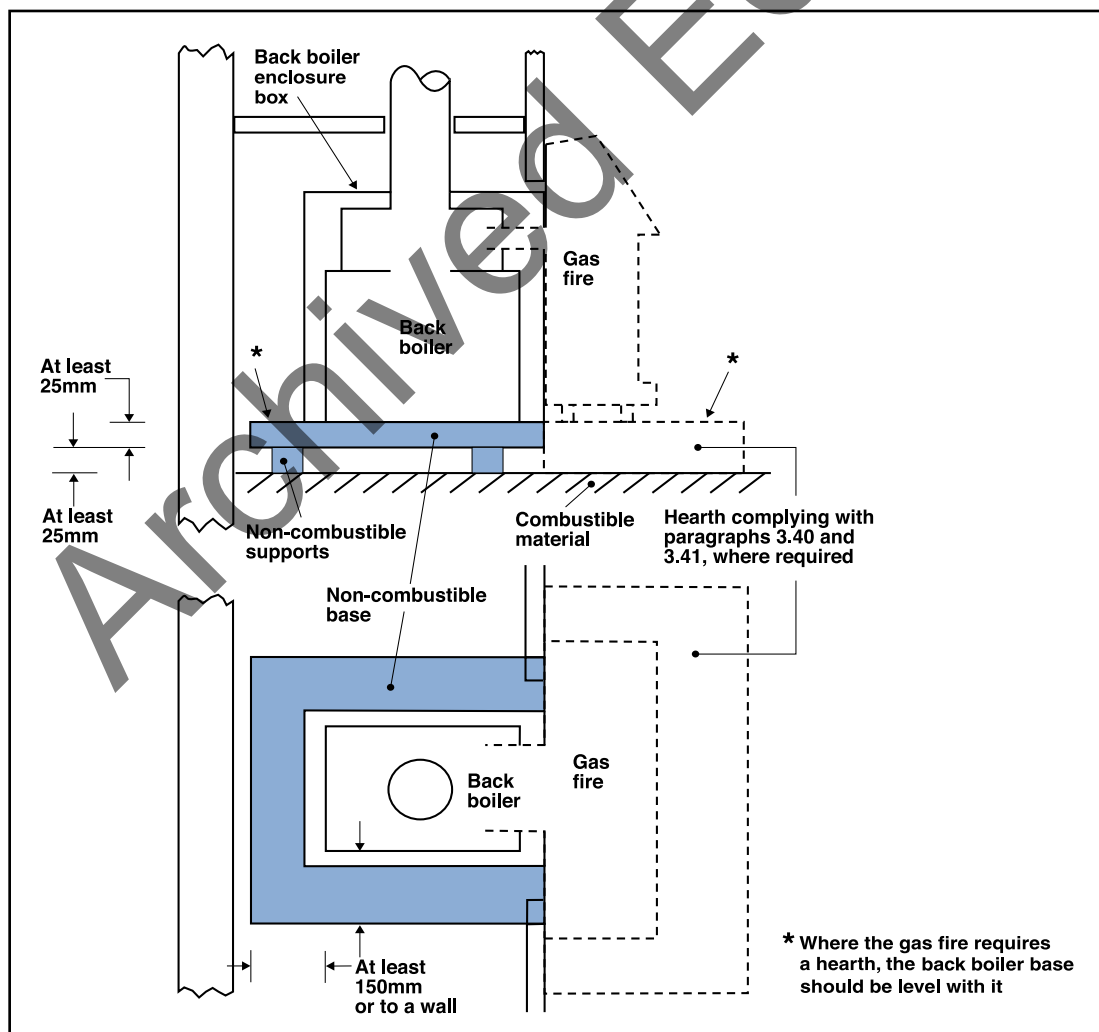 Back boiler
enclosure
box
Gas
fire
Back
boiler
*
*
At least
25mm
At least
25mm
Non-combustible
supports
Combustible
material
Hearth complying with
paragraphs 3.40 and
3.41, where required
Non-combustible
base
Gas
fire
Back
boiler
At least
150mm
or to a wall
* Where the gas fire requires
a hearth, the back boiler base
should be level with it
Archived